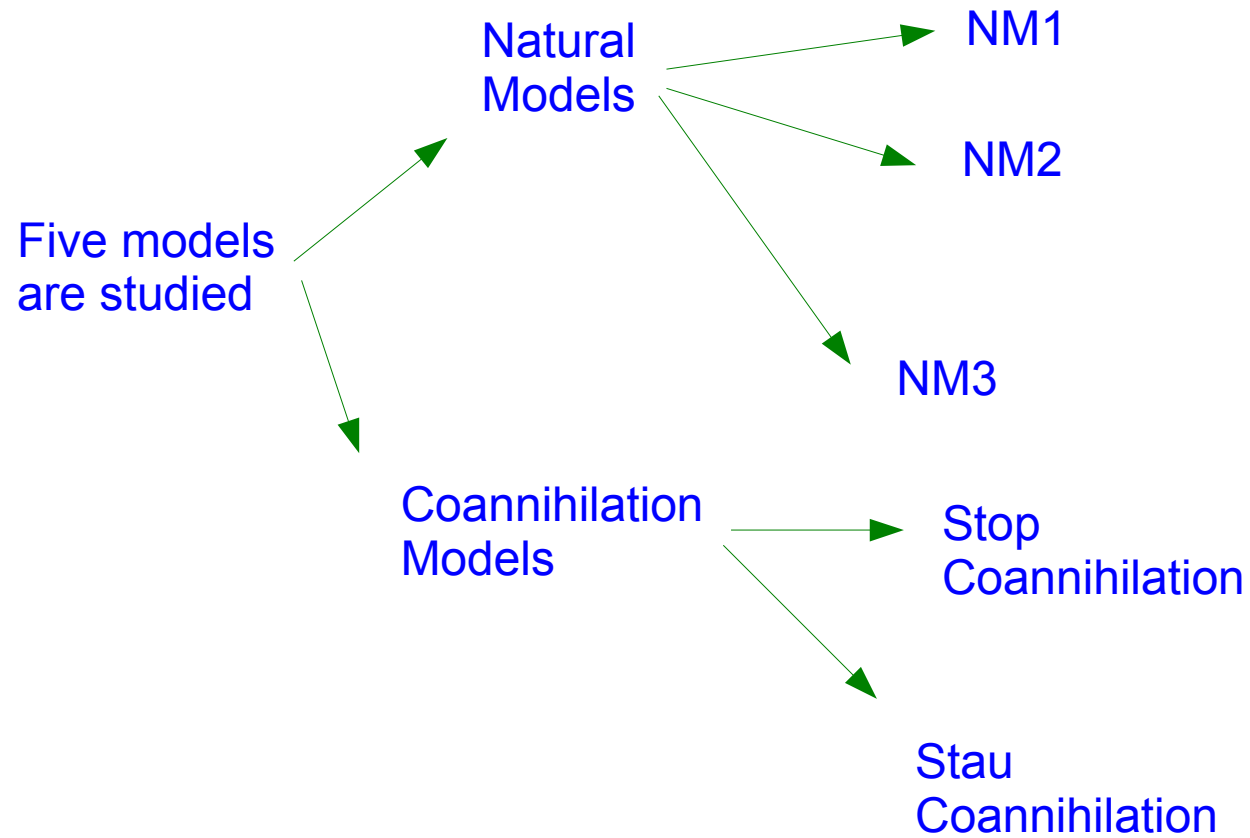 Natural
Models
NM1
NM2
Five models
are studied
NM3
Coannihilation
Models
Stop
Coannihilation
Stau
Coannihilation